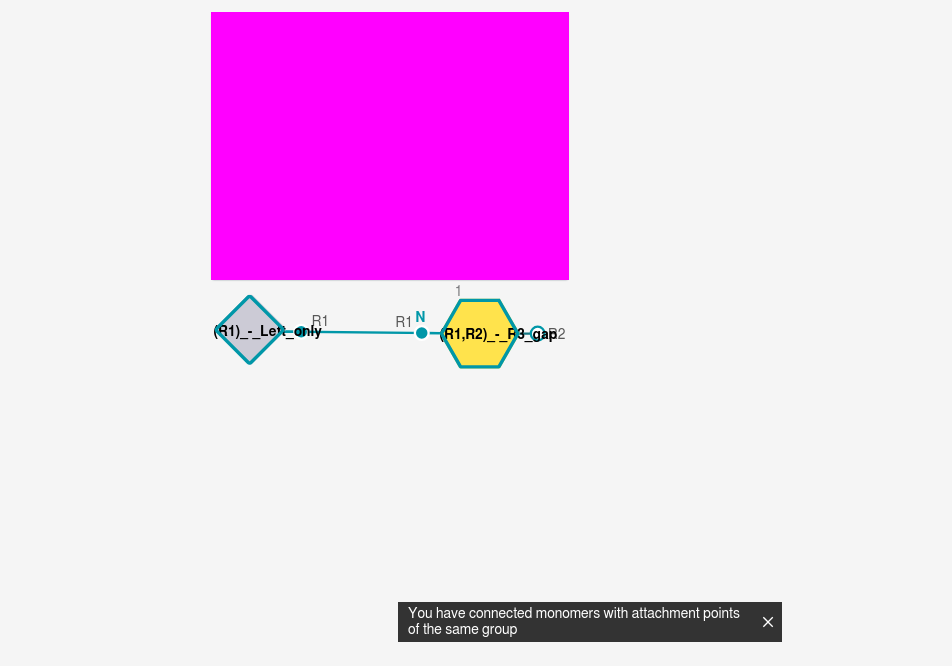 1
R1
R1
N
(R1)_-_Left_only
(R1,R2)_-_R3_gap
R2
You have connected monomers with attachment points
of the same group